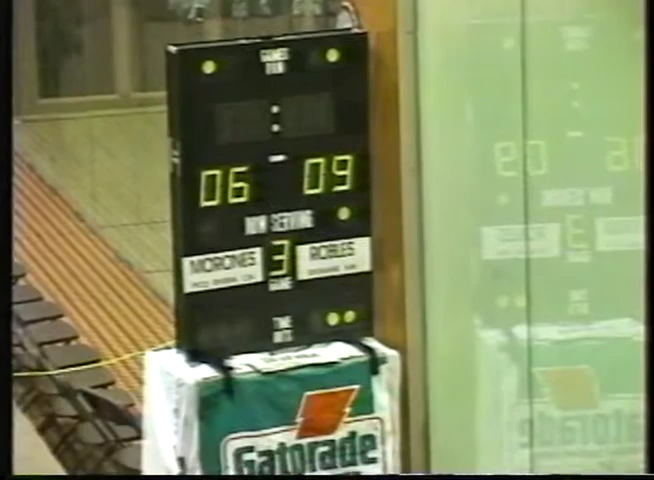 GAMES
WON
:
06 09
NOW SERVING
MORONES 3 ROBLES
GAME
TIME
OUTS
Gatorade